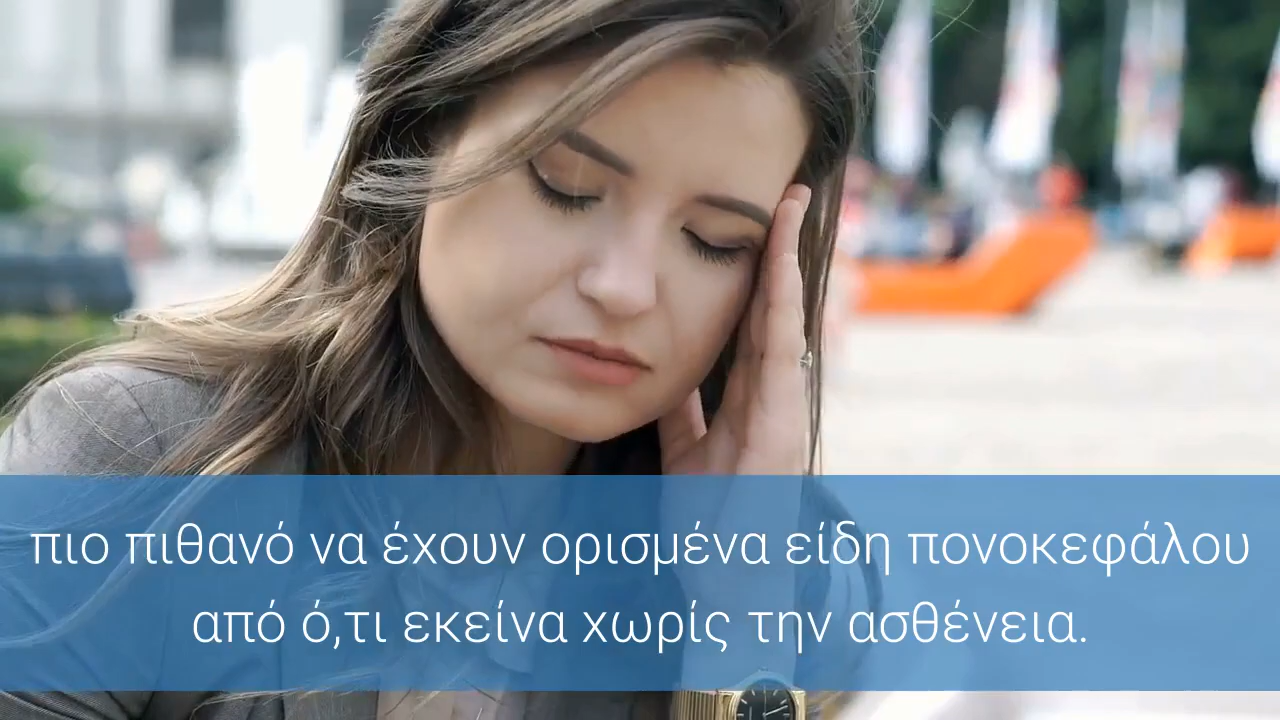 πιο πιθανό να έχουν ορισμένα είδη πονοκεφάλου
από ό,τι εκείνα χωρίς την ασθένεια.